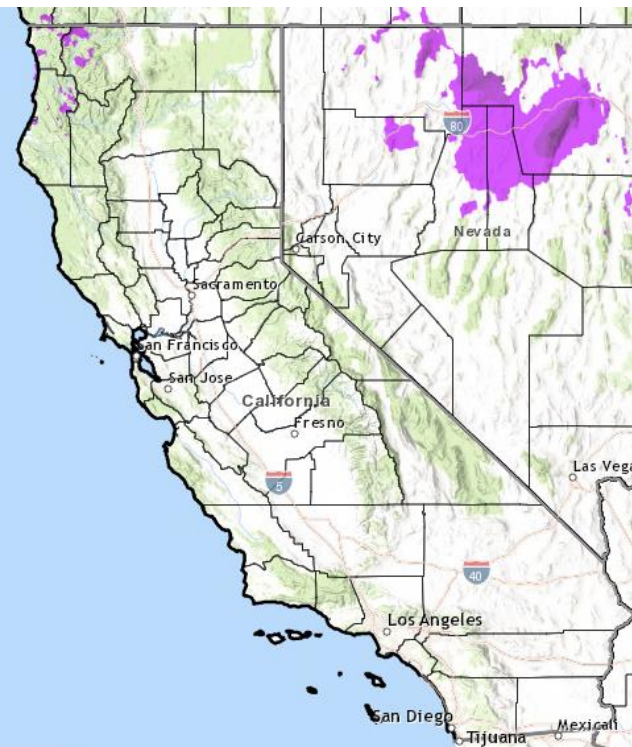 80
Carson City
Nevada
Sacramento
San Francisco
San Jose
California
Fresno
5
Las Vega
40
Los Angeles
San Diego
Tijuana
Mexicali